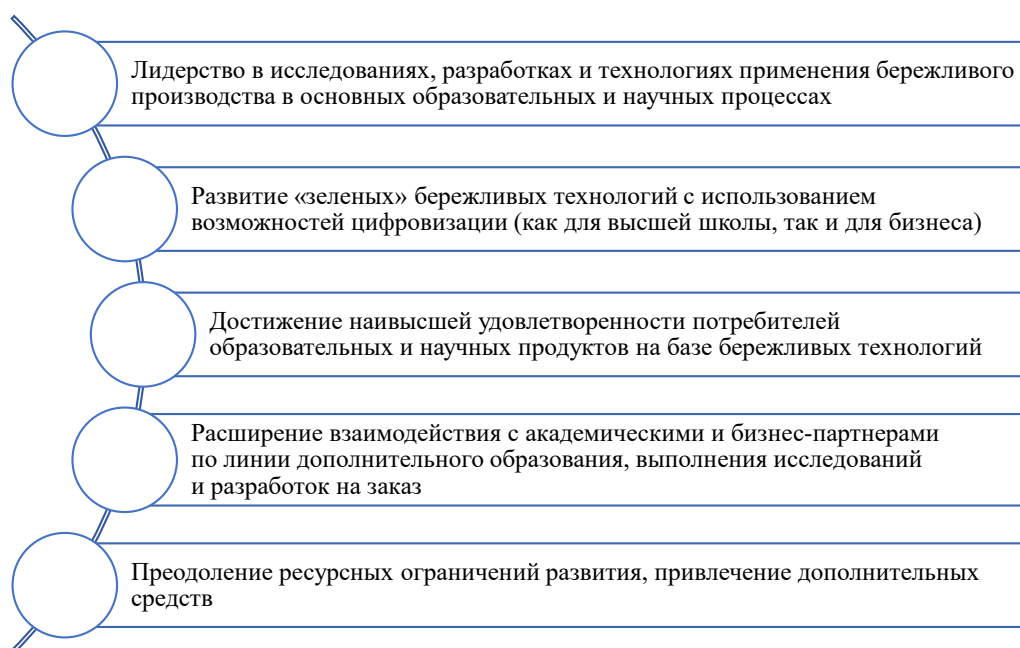 Лидерство в исследованиях, разработках и технологиях применения бережливого
производства в основных образовательных и научных процессах
Развитие «зеленых» бережливых технологий с использованием
возможностей цифровизации (как для высшей школы, так и для бизнеса)
Достижение наивысшей удовлетворенности потребителей
образовательных и научных продуктов на базе бережливых технологий
Расширение взаимодействия с академическими и бизнес-партнерами
по линии дополнительного образования, выполнения исследований
и разработок на заказ
Преодоление ресурсных ограничений развития, привлечение дополнительных
средств